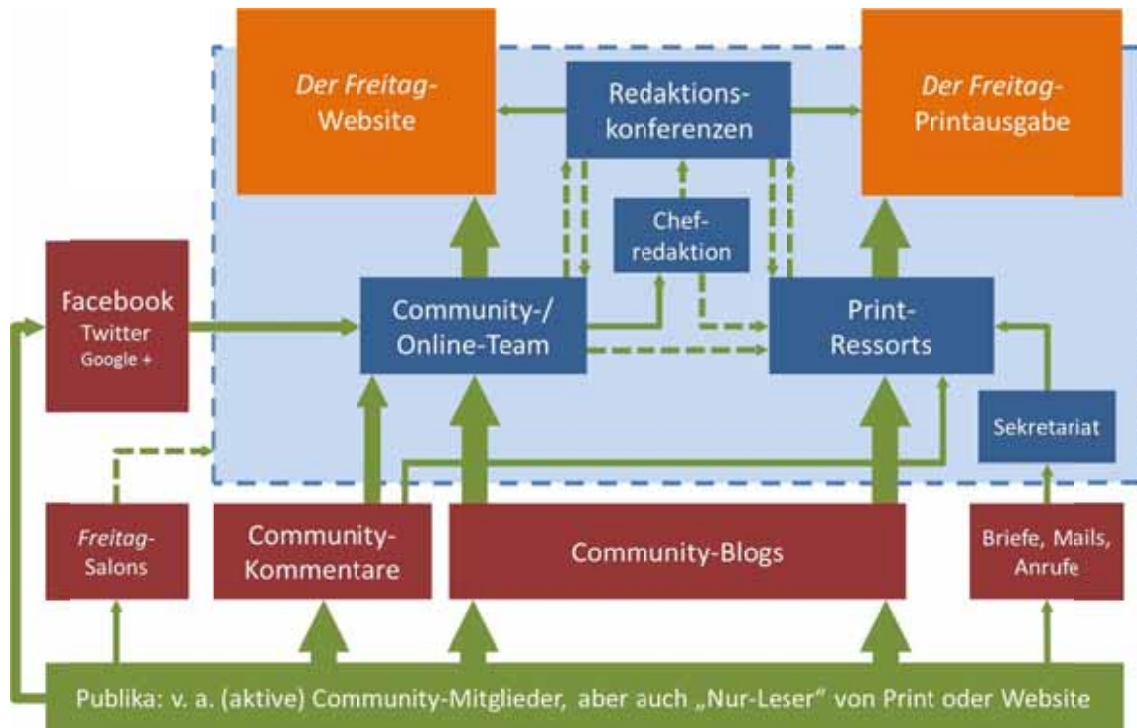 Der Freitag-
Website
Redaktions-
konferenzen
Der Freitag-
Printausgabe
Chef-
redaktion
Facebook
Twitter
Google +
Community-/
Online-Team
Print-
Ressorts
Sekretariat
Freitag-
Salons
Community-
Kommentare
Community-Blogs
Briefe, Mails,
Anrufe
Publika: v. a. (aktive) Community-Mitglieder, aber auch „Nur-Leser“ von Print oder Website